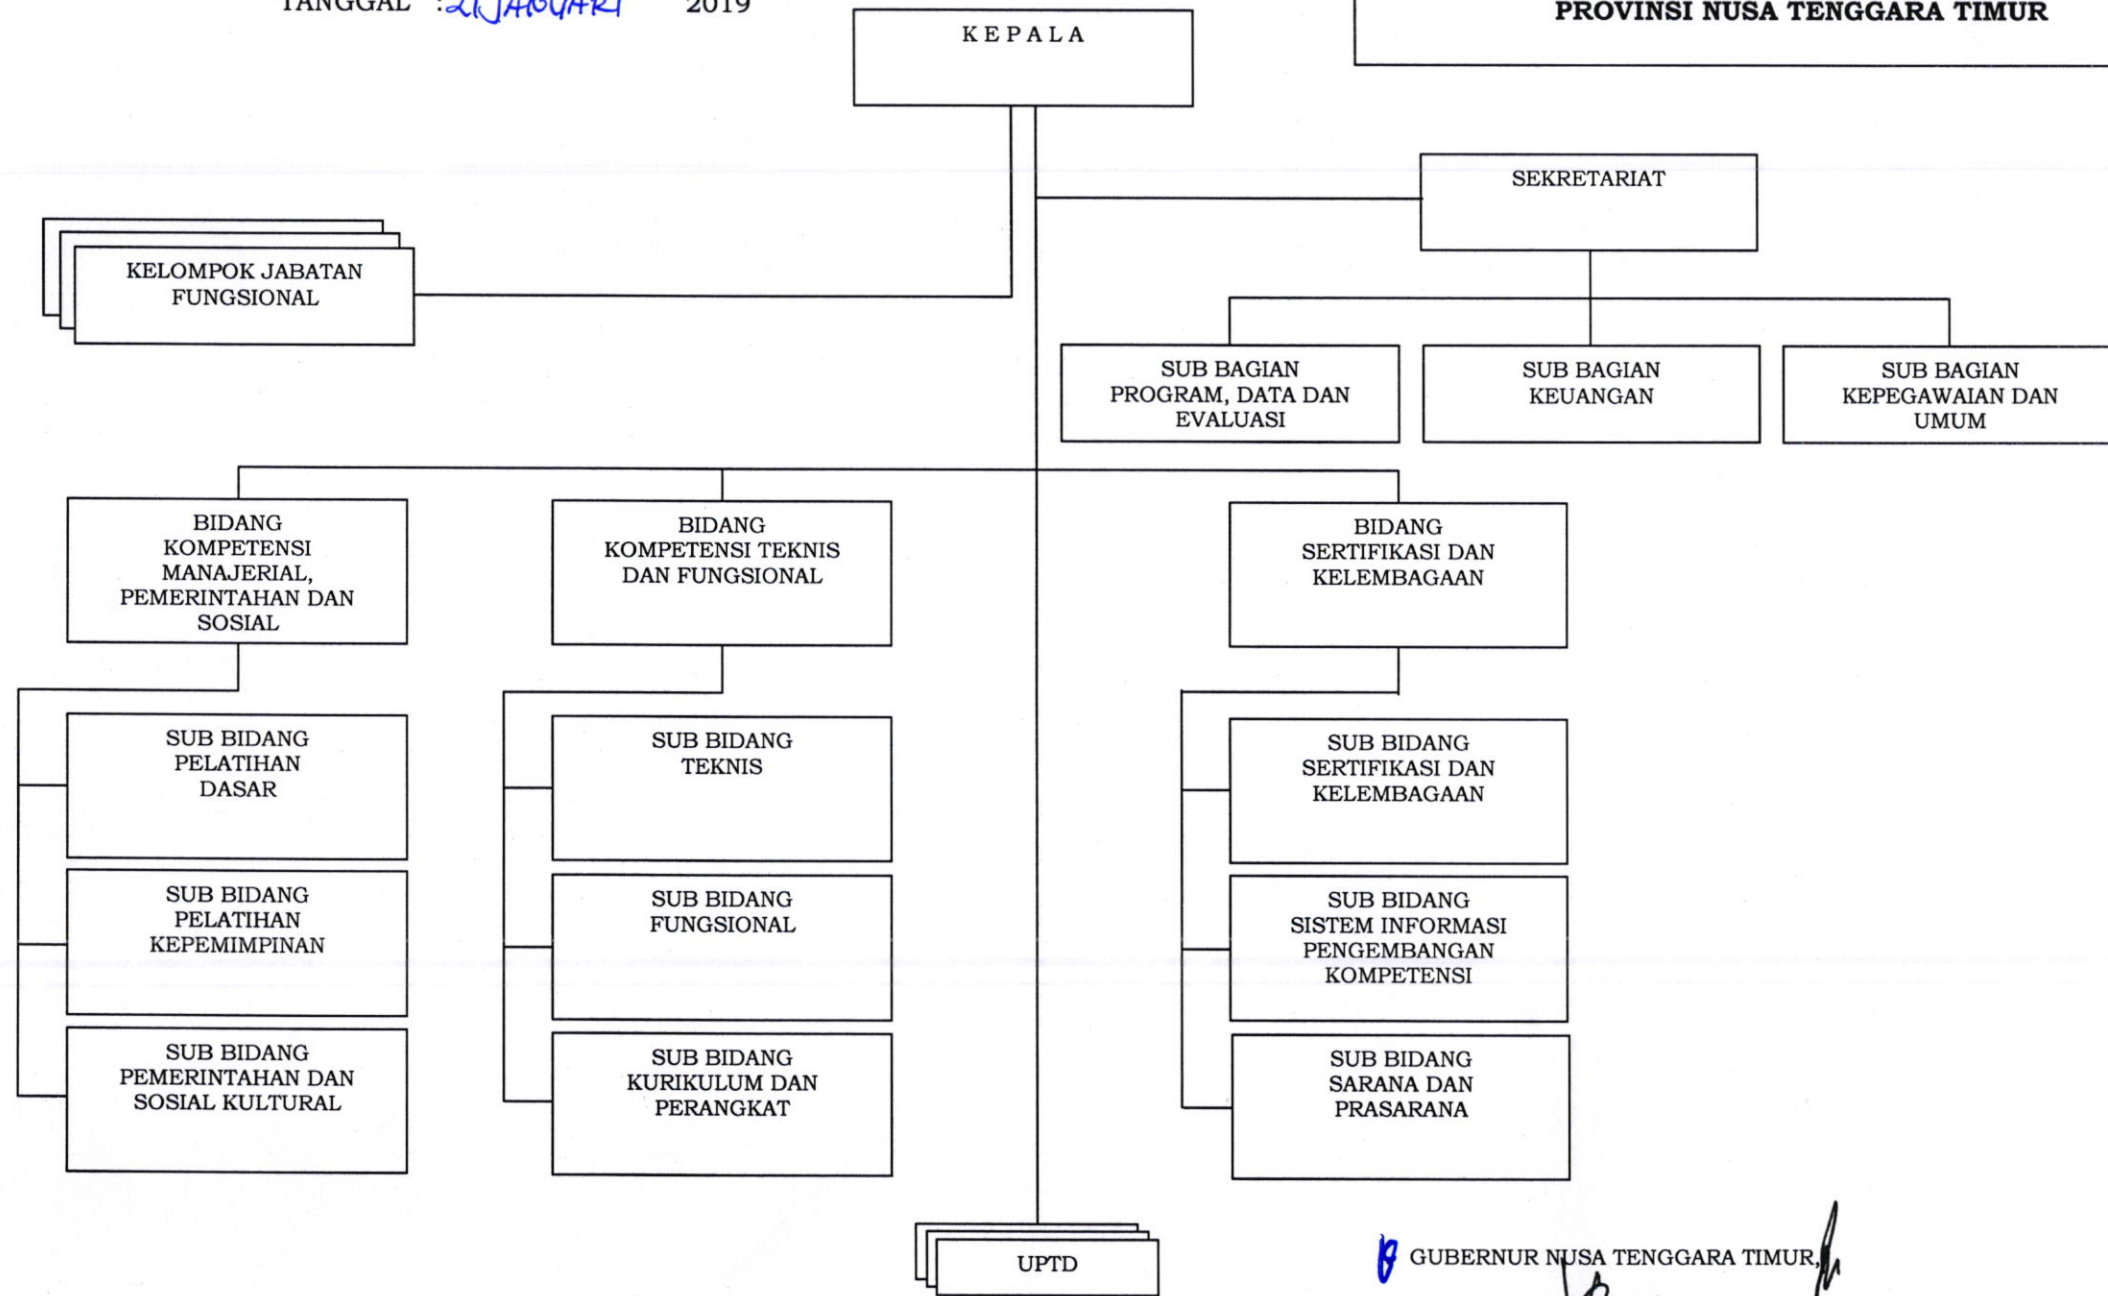 TANGGAL : 21 JANUARI 2019
PROVINSI NUSA TENGGARA TIMUR
K E P A L A
SEKRETARIAT
KELOMPOK JABATAN
FUNGSIONAL
SUB BAGIAN
PROGRAM, DATA DAN
EVALUASI
SUB BAGIAN
KEUANGAN
SUB BAGIAN
KEPEGAWAIAN DAN
UMUM
BIDANG
KOMPETENSI
MANAJERIAL,
PEMERINTAHAN DAN
SOSIAL
BIDANG
KOMPETENSI TEKNIS
DAN FUNGSIONAL
BIDANG
SERTIFIKASI DAN
KELEMBAGAAN
SUB BIDANG
PELATIHAN
DASAR
SUB BIDANG
TEKNIS
SUB BIDANG
SERTIFIKASI DAN
KELEMBAGAAN
SUB BIDANG
PELATIHAN
KEPEMIMPINAN
SUB BIDANG
FUNGSIONAL
SUB BIDANG
SISTEM INFORMASI
PENGEMBANGAN
KOMPETENSI
SUB BIDANG
PEMERINTAHAN DAN
SOSIAL KULTURAL
SUB BIDANG
KURIKULUM DAN
PERANGKAT
SUB BIDANG
SARANA DAN
PRASARANA
UPTD
GUBERNUR NUSA TENGGARA TIMUR,